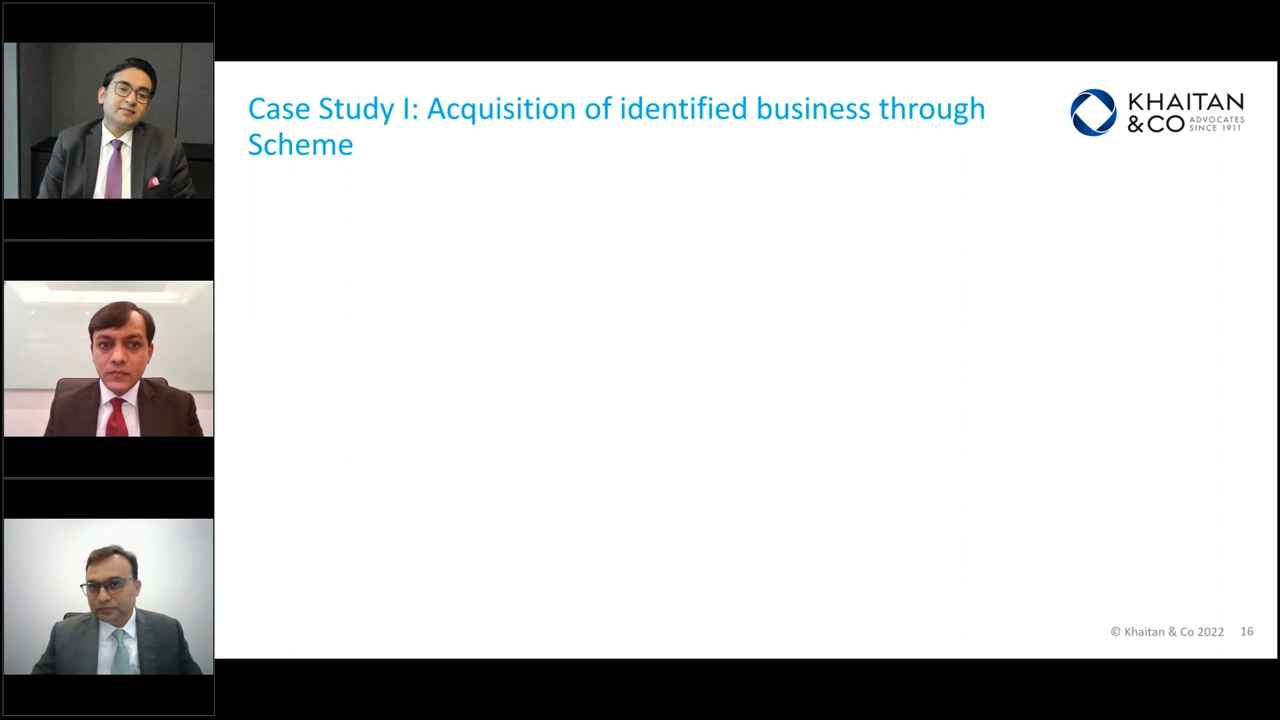 Case Study I: Acquisition of identified business through
Scheme
KHAITAN
& CO ADVOCATES
SINCE 1911
© Khaitan & Co 2022 16